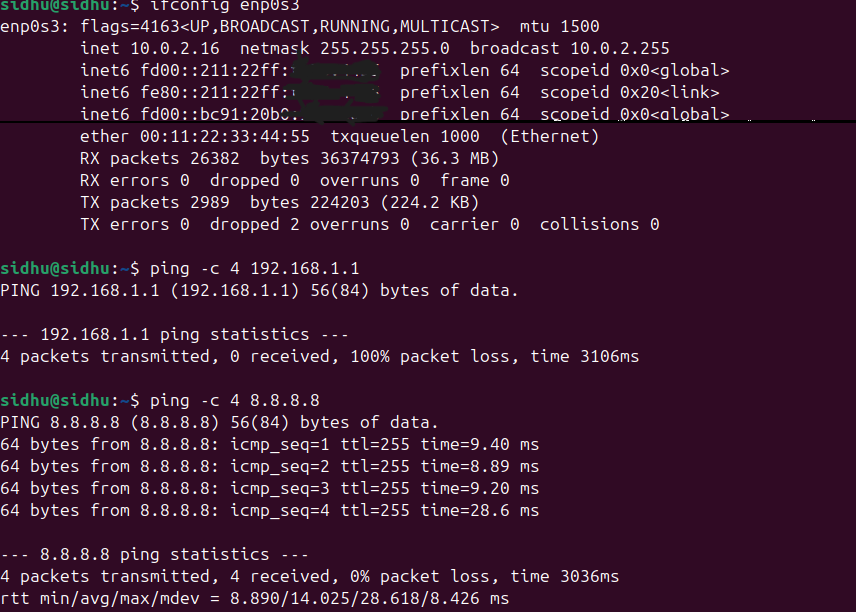 sidhu@sidhu:~$ ifconfig enp0s3
enp0s3: flags=4163<UP,BROADCAST,RUNNING,MULTICAST>  mtu 1500
        inet 10.0.2.16  netmask 255.255.255.0  broadcast 10.0.2.255
        inet6 fd00::211:22ff:  prefixlen 64  scopeid 0x0<global>
        inet6 fe80::211:22ff:  prefixlen 64  scopeid 0x20<link>
        inet6 fd00::bc91:20b0:  prefixlen 64  scopeid 0x0<global>
        ether 00:11:22:33:44:55  txqueuelen 1000  (Ethernet)
        RX packets 26382  bytes 36374793 (36.3 MB)
        RX errors 0  dropped 0  overruns 0  frame 0
        TX packets 2989  bytes 224203 (224.2 KB)
        TX errors 0  dropped 2 overruns 0  carrier 0  collisions 0
sidhu@sidhu:~$ ping -c 4 192.168.1.1
PING 192.168.1.1 (192.168.1.1) 56(84) bytes of data.
--- 192.168.1.1 ping statistics ---
4 packets transmitted, 0 received, 100% packet loss, time 3106ms
sidhu@sidhu:~$ ping -c 4 8.8.8.8
PING 8.8.8.8 (8.8.8.8) 56(84) bytes of data.
64 bytes from 8.8.8.8: icmp_seq=1 ttl=255 time=9.40 ms
64 bytes from 8.8.8.8: icmp_seq=2 ttl=255 time=8.89 ms
64 bytes from 8.8.8.8: icmp_seq=3 ttl=255 time=9.20 ms
64 bytes from 8.8.8.8: icmp_seq=4 ttl=255 time=28.6 ms
--- 8.8.8.8 ping statistics ---
4 packets transmitted, 4 received, 0% packet loss, time 3036ms
rtt min/avg/max/mdev = 8.890/14.025/28.618/8.426 ms